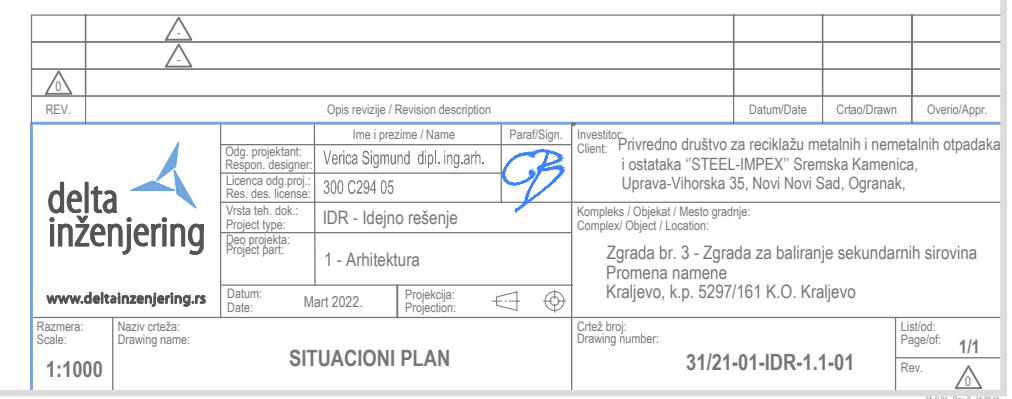 -
-
0
REV. Opis revizije / Revision description Datum/Date Crtao/Drawn Overio/Appr.
delta
inženjering
www.deltainzenjering.rs
Ime i prezime / Name Paraf/Sign.
Odg. projektant:
Respon. designer: Verica Sigmund dipl. ing.arh.
Licenca odg.proj.:
Res. des. license: 300 C294 05
Vrsta teh. dok.:
Project type: IDR - Idejno rešenje
Deo projekta:
Project part: 1 - Arhitektura
Datum:
Date: Mart 2022.
Projekcija:
Projection:
Investitor:
Client: Privredno društvo za reciklažu metalnih i nemetalnih otpadaka
i ostataka "STEEL-IMPEX" Sremska Kamenica,
Uprava-Vihorska 35, Novi Novi Sad, Ogranak,
Kompleks / Objekat / Mesto gradnje:
Complex/ Object / Location:
Zgrada br. 3 - Zgrada za baliranje sekundarnih sirovina
Promena namene
Kraljevo, k.p. 5297/161 K.O. Kraljevo
Razmera:
Scale:
1:1000
Naziv crteža:
Drawing name:
SITUACIONI PLAN
Crtež broj:
Drawing number:
31/21-01-IDR-1.1-01
List/od:
Page/of: 1/1
Rev.
0